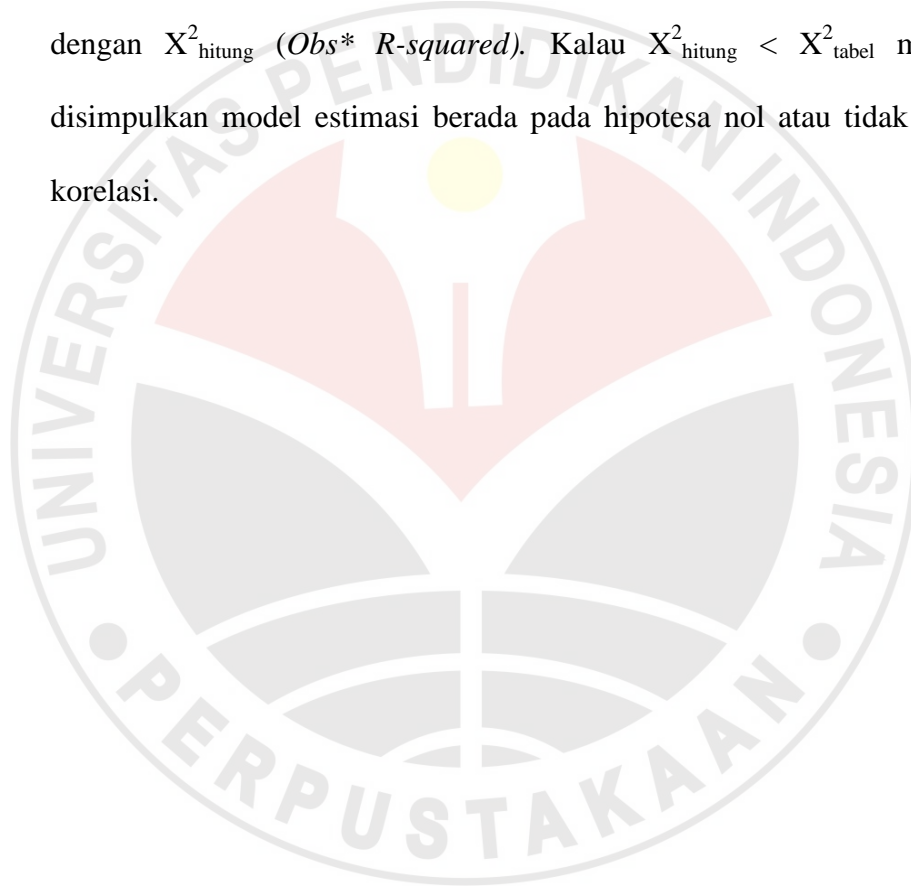 dengan X²hitung (Obs* R-squared). Kalau X²hitung < X²tabel m
disimpulkan model estimasi berada pada hipotesa nol atau tidak
korelasi.
UNIVERSITAS PENDIDIKAN INDONESIA
PERPUSTAKAAN